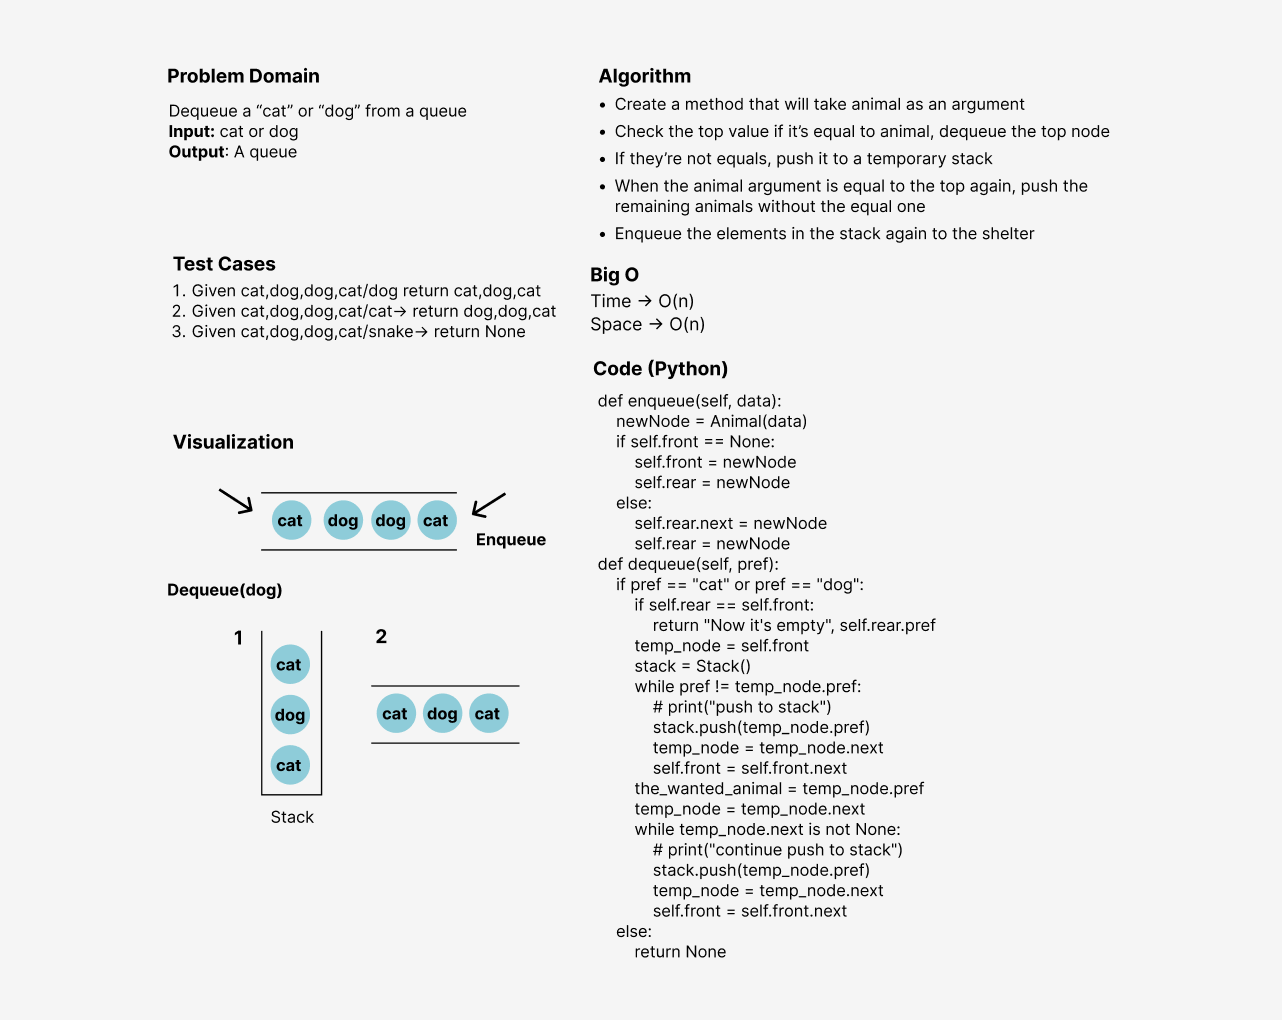 Problem Domain
Dequeue a “cat” or “dog” from a queue
Input: cat or dog
Output: A queue
Test Cases
1. Given cat,dog,dog,cat/dog return cat,dog,cat
2. Given cat,dog,dog,cat/cat→ return dog,dog,cat
3. Given cat,dog,dog,cat/snake→ return None
Visualization
cat dog dog cat
Enqueue
Dequeue(dog)
1
cat
dog
cat
Stack
2
cat dog cat
Algorithm
• Create a method that will take animal as an argument
• Check the top value if it’s equal to animal, dequeue the top node
• If they’re not equals, push it to a temporary stack
• When the animal argument is equal to the top again, push the
remaining animals without the equal one
• Enqueue the elements in the stack again to the shelter
Big O
Time → O(n)
Space → O(n)
Code (Python)
def enqueue(self, data):
    newNode = Animal(data)
    if self.front == None:
        self.front = newNode
        self.rear = newNode
    else:
        self.rear.next = newNode
        self.rear = newNode
def dequeue(self, pref):
    if pref == "cat" or pref == "dog":
        if self.rear == self.front:
            return "Now it's empty", self.rear.pref
        temp_node = self.front
        stack = Stack()
        while pref != temp_node.pref:
            # print("push to stack")
            stack.push(temp_node.pref)
            temp_node = temp_node.next
            self.front = self.front.next
        the_wanted_animal = temp_node.pref
        temp_node = temp_node.next
        while temp_node.next is not None:
            # print("continue push to stack")
            stack.push(temp_node.pref)
            temp_node = temp_node.next
            self.front = self.front.next
    else:
        return None